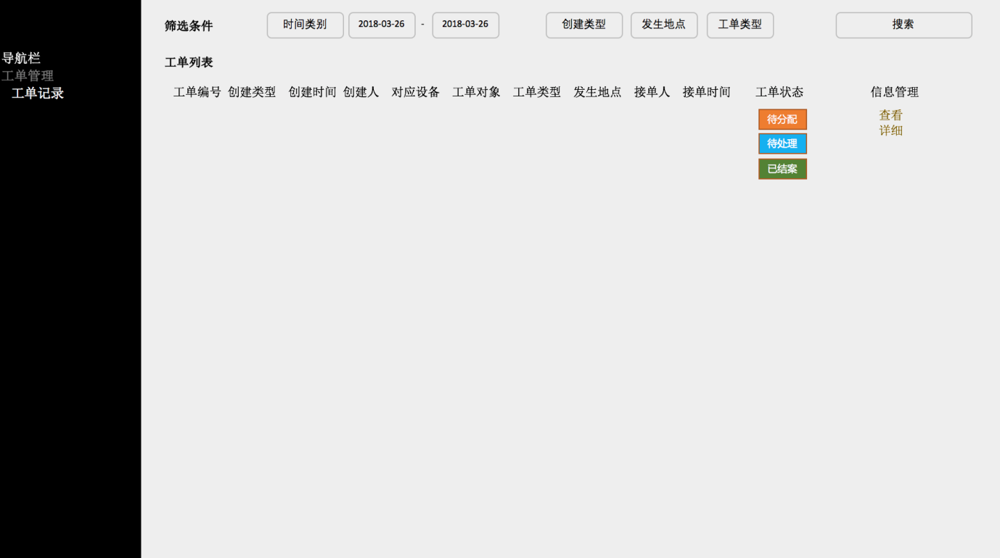 导航栏
工单管理
工单记录
筛选条件 时间类别 2018-03-26 - 2018-03-26 创建类型 发生地点 工单类型 搜索
工单列表
工单编号 创建类型 创建时间 创建人 对应设备 工单对象 工单类型 发生地点 接单人 接单时间 工单状态 信息管理
待分配 查看
详细
待处理
已结案